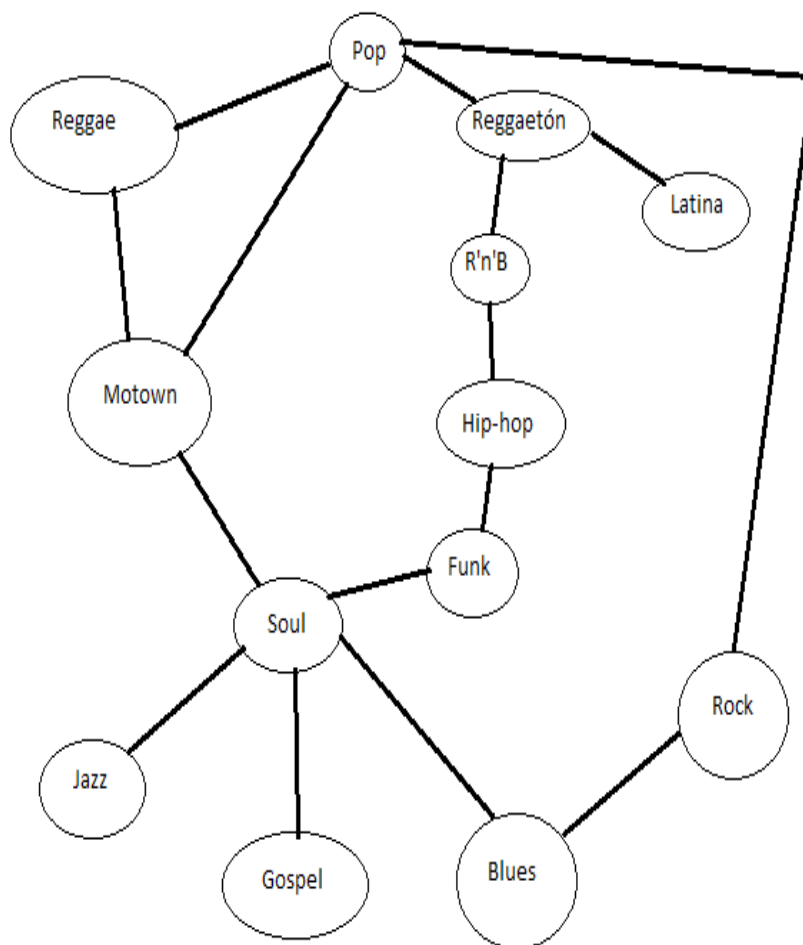 Pop
Reggae
Reggaetón
Latina
R'n'B
Motown
Hip-hop
Funk
Soul
Rock
Jazz
Gospel
Blues